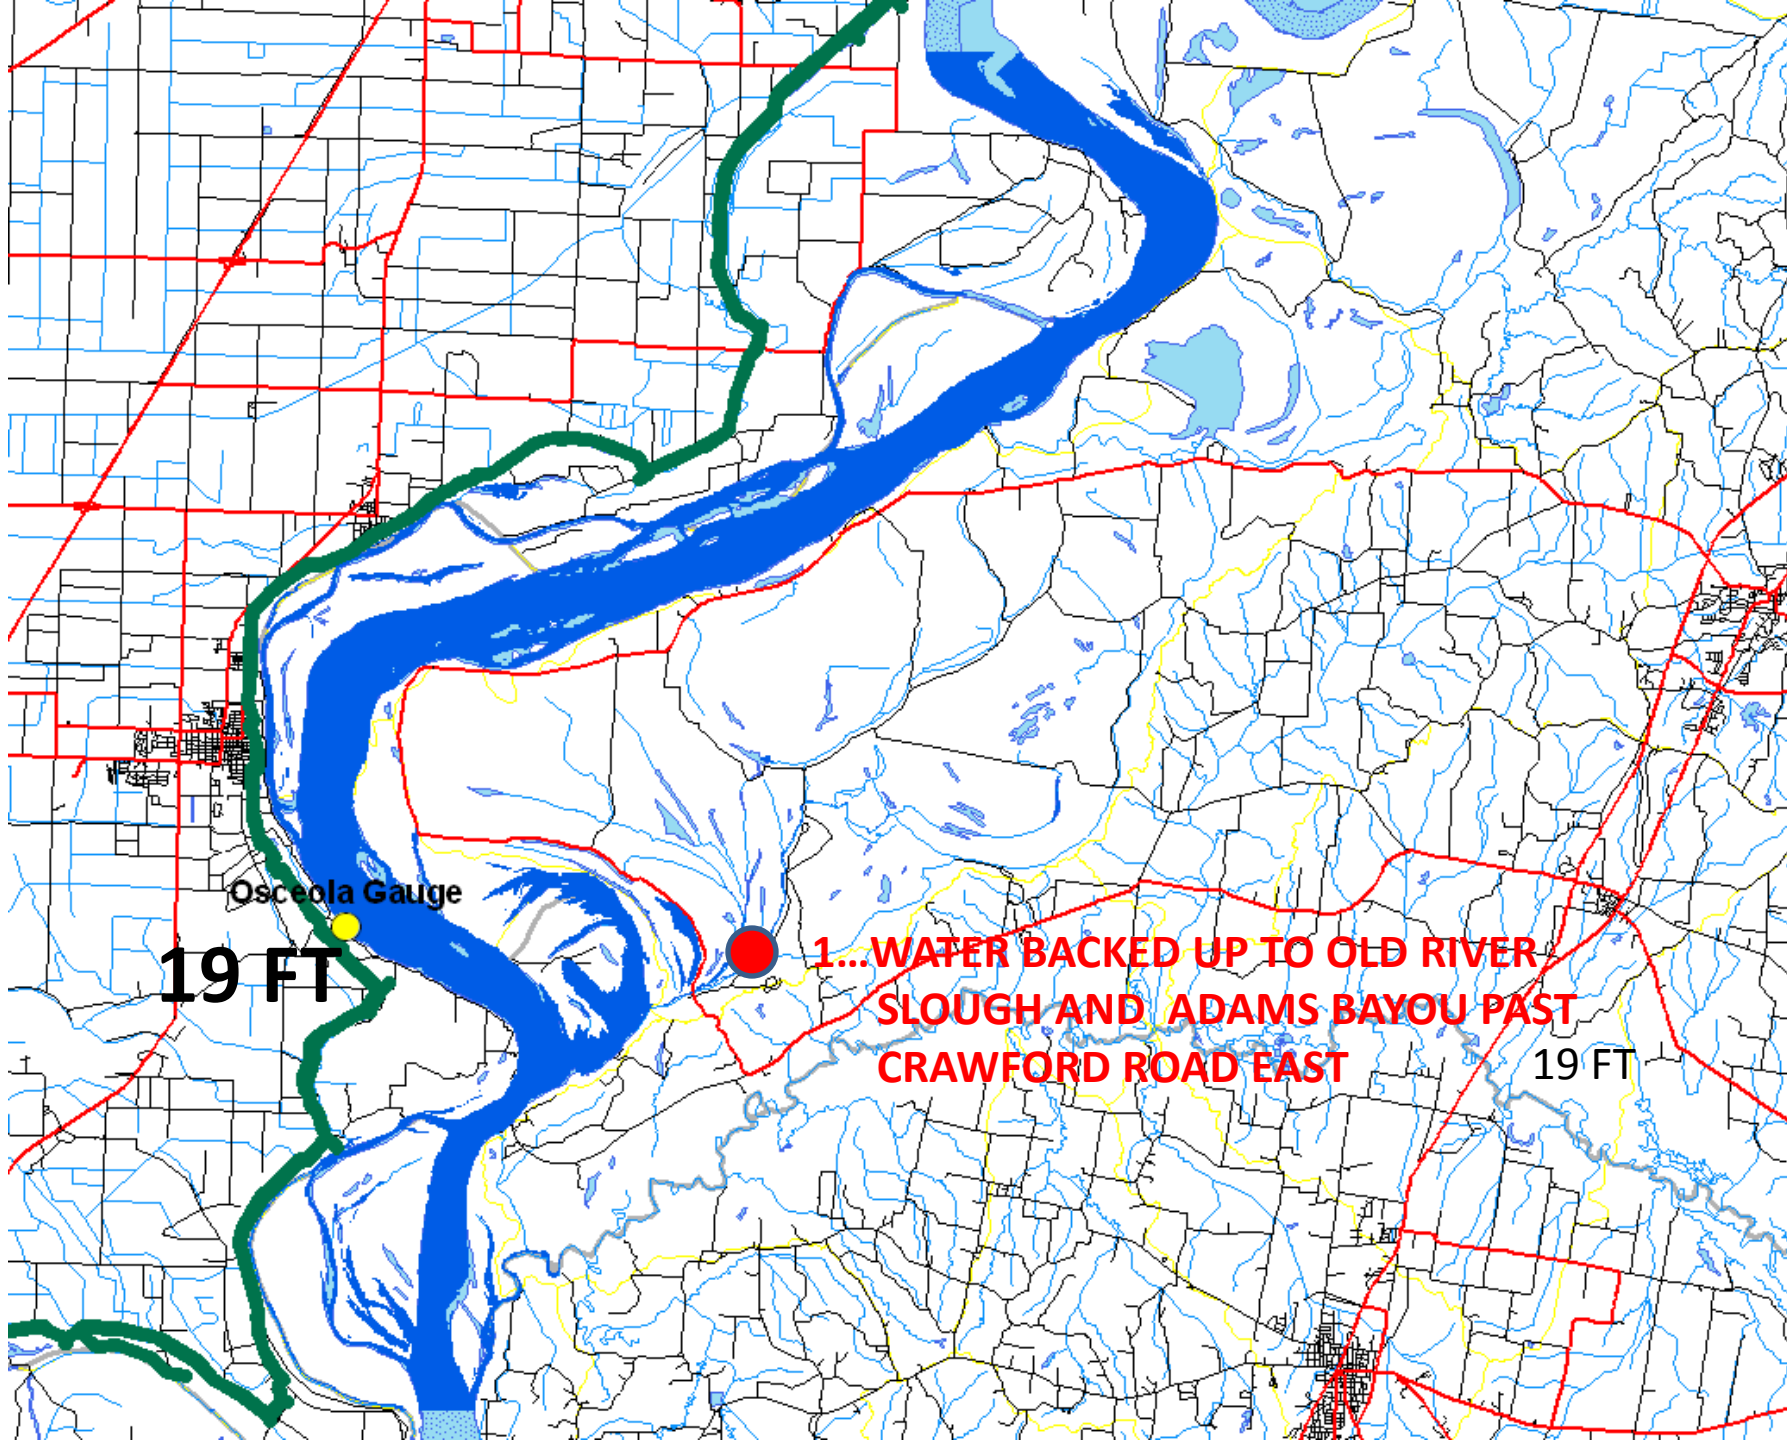 Osceola Gauge
19 FT
1...WATER BACKED UP TO OLD RIVER
SLOUGH AND ADAMS BAYOU PAST
CRAWFORD ROAD EAST
19 FT